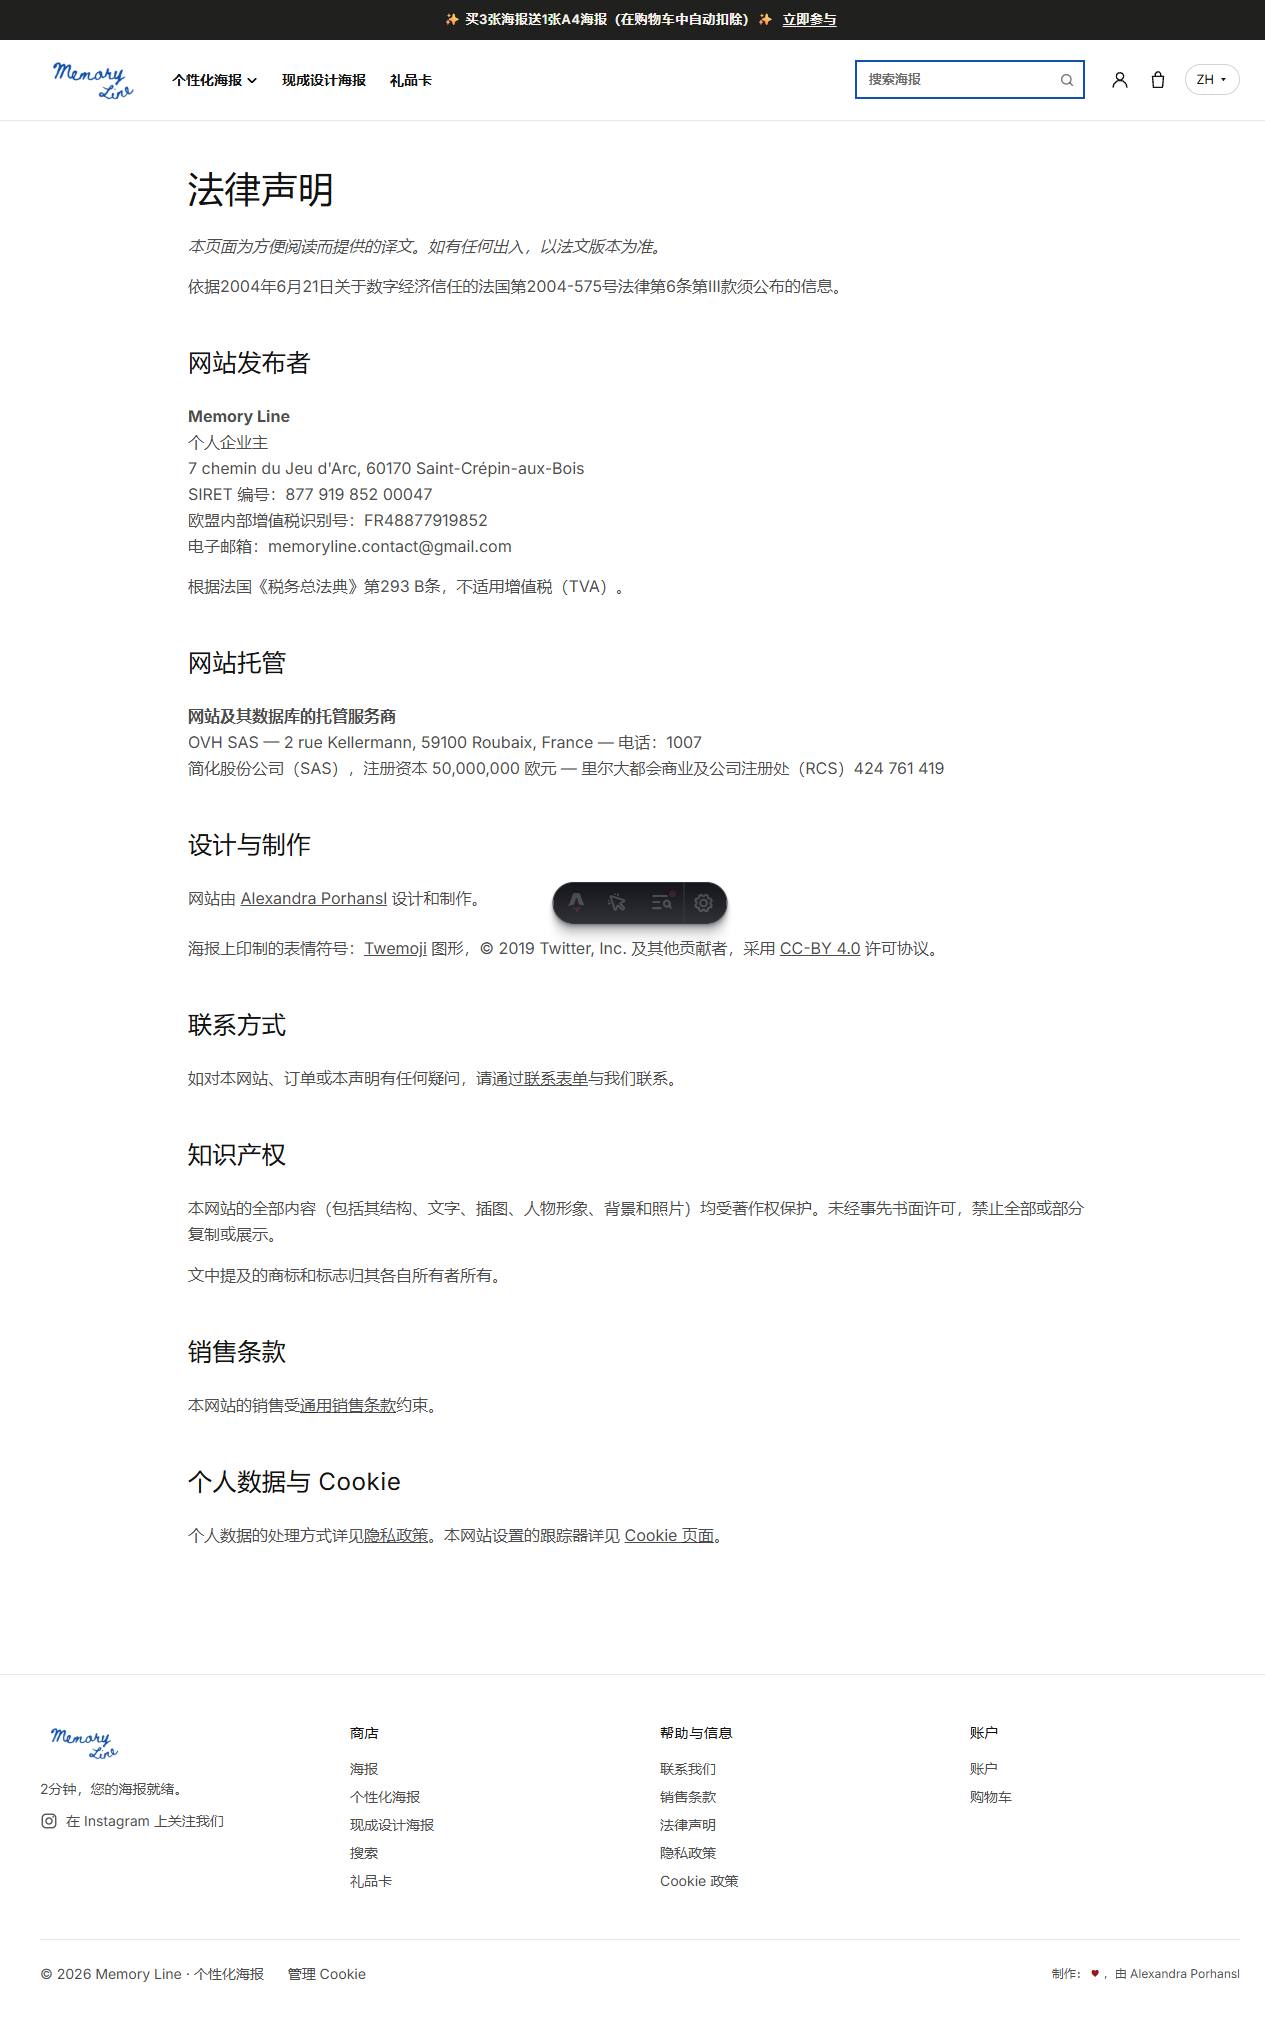 ✨ 买3张海报送1张A4海报（在购物车中自动扣除）✨ 立即参与
Memory Line
个性化海报
现成设计海报
礼品卡
搜索海报
ZH
法律声明
本页面为方便阅读而提供的译文。如有任何出入，以法文版本为准。
依据2004年6月21日关于数字经济信任的法国第2004-575号法律第6条第III款须公布的信息。
网站发布者
Memory Line
个人企业主
7 chemin du Jeu d'Arc, 60170 Saint-Crépin-aux-Bois
SIRET 编号：877 919 852 00047
欧盟内部增值税识别号：FR48877919852
电子邮箱：memoryline.contact@gmail.com
根据法国《税务总法典》第293 B条，不适用增值税（TVA）。
网站托管
网站及其数据库的托管服务商
OVH SAS — 2 rue Kellermann, 59100 Roubaix, France — 电话：1007
简化股份公司（SAS），注册资本 50,000,000 欧元 — 里尔大都会商业及公司注册处（RCS）424 761 419
设计与制作
网站由 Alexandra Porhansl 设计和制作。
海报上印制的表情符号：Twemoji 图形，© 2019 Twitter, Inc. 及其他贡献者，采用 CC-BY 4.0 许可协议。
联系方式
如对本网站、订单或本声明有任何疑问，请通过联系表单与我们联系。
知识产权
本网站的全部内容（包括其结构、文字、插图、人物形象、背景和照片）均受著作权保护。未经事先书面许可，禁止全部或部分
复制或展示。
文中提及的商标和标志归其各自所有者所有。
销售条款
本网站的销售受通用销售条款约束。
个人数据与 Cookie
个人数据的处理方式详见隐私政策。本网站设置的跟踪器详见 Cookie 页面。
Memory Line
2分钟，您的海报就绪。
在 Instagram 上关注我们
商店
海报
个性化海报
现成设计海报
搜索
礼品卡
帮助与信息
联系我们
销售条款
法律声明
隐私政策
Cookie 政策
账户
账户
购物车
© 2026 Memory Line · 个性化海报
管理 Cookie
制作：♥，由 Alexandra Porhansl